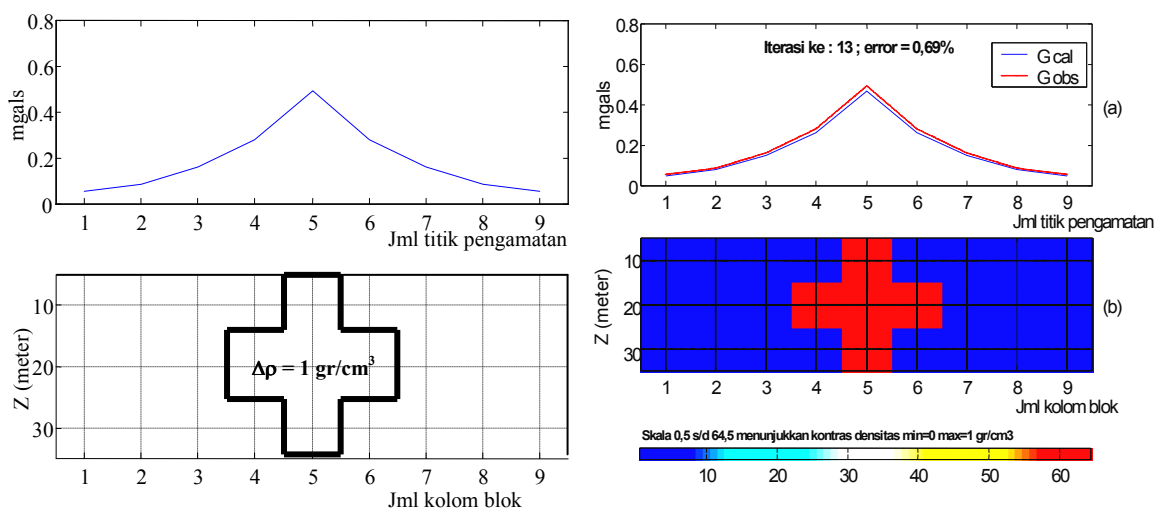 0.8
0.6
0.4
0.2
0
mgals
1 2 3 4 5 6 7 8 9
Jml titik pengamatan
10
20
30
Z (meter)
Δρ = 1 gr/cm³
1 2 3 4 5 6 7 8 9
Jml kolom blok
0.8
0.6
0.4
0.2
0
mgals
Iterasi ke : 13 ; error = 0,69%
G cal
G obs
(a)
1 2 3 4 5 6 7 8 9
Jml titik pengamatan
10
20
30
Z (meter)
(b)
1 2 3 4 5 6 7 8 9
Jml kolom blok
Skala 0,5 s/d 64,5 menunjukkan kontras densitas min=0 max=1 gr/cm3
10 20 30 40 50 60